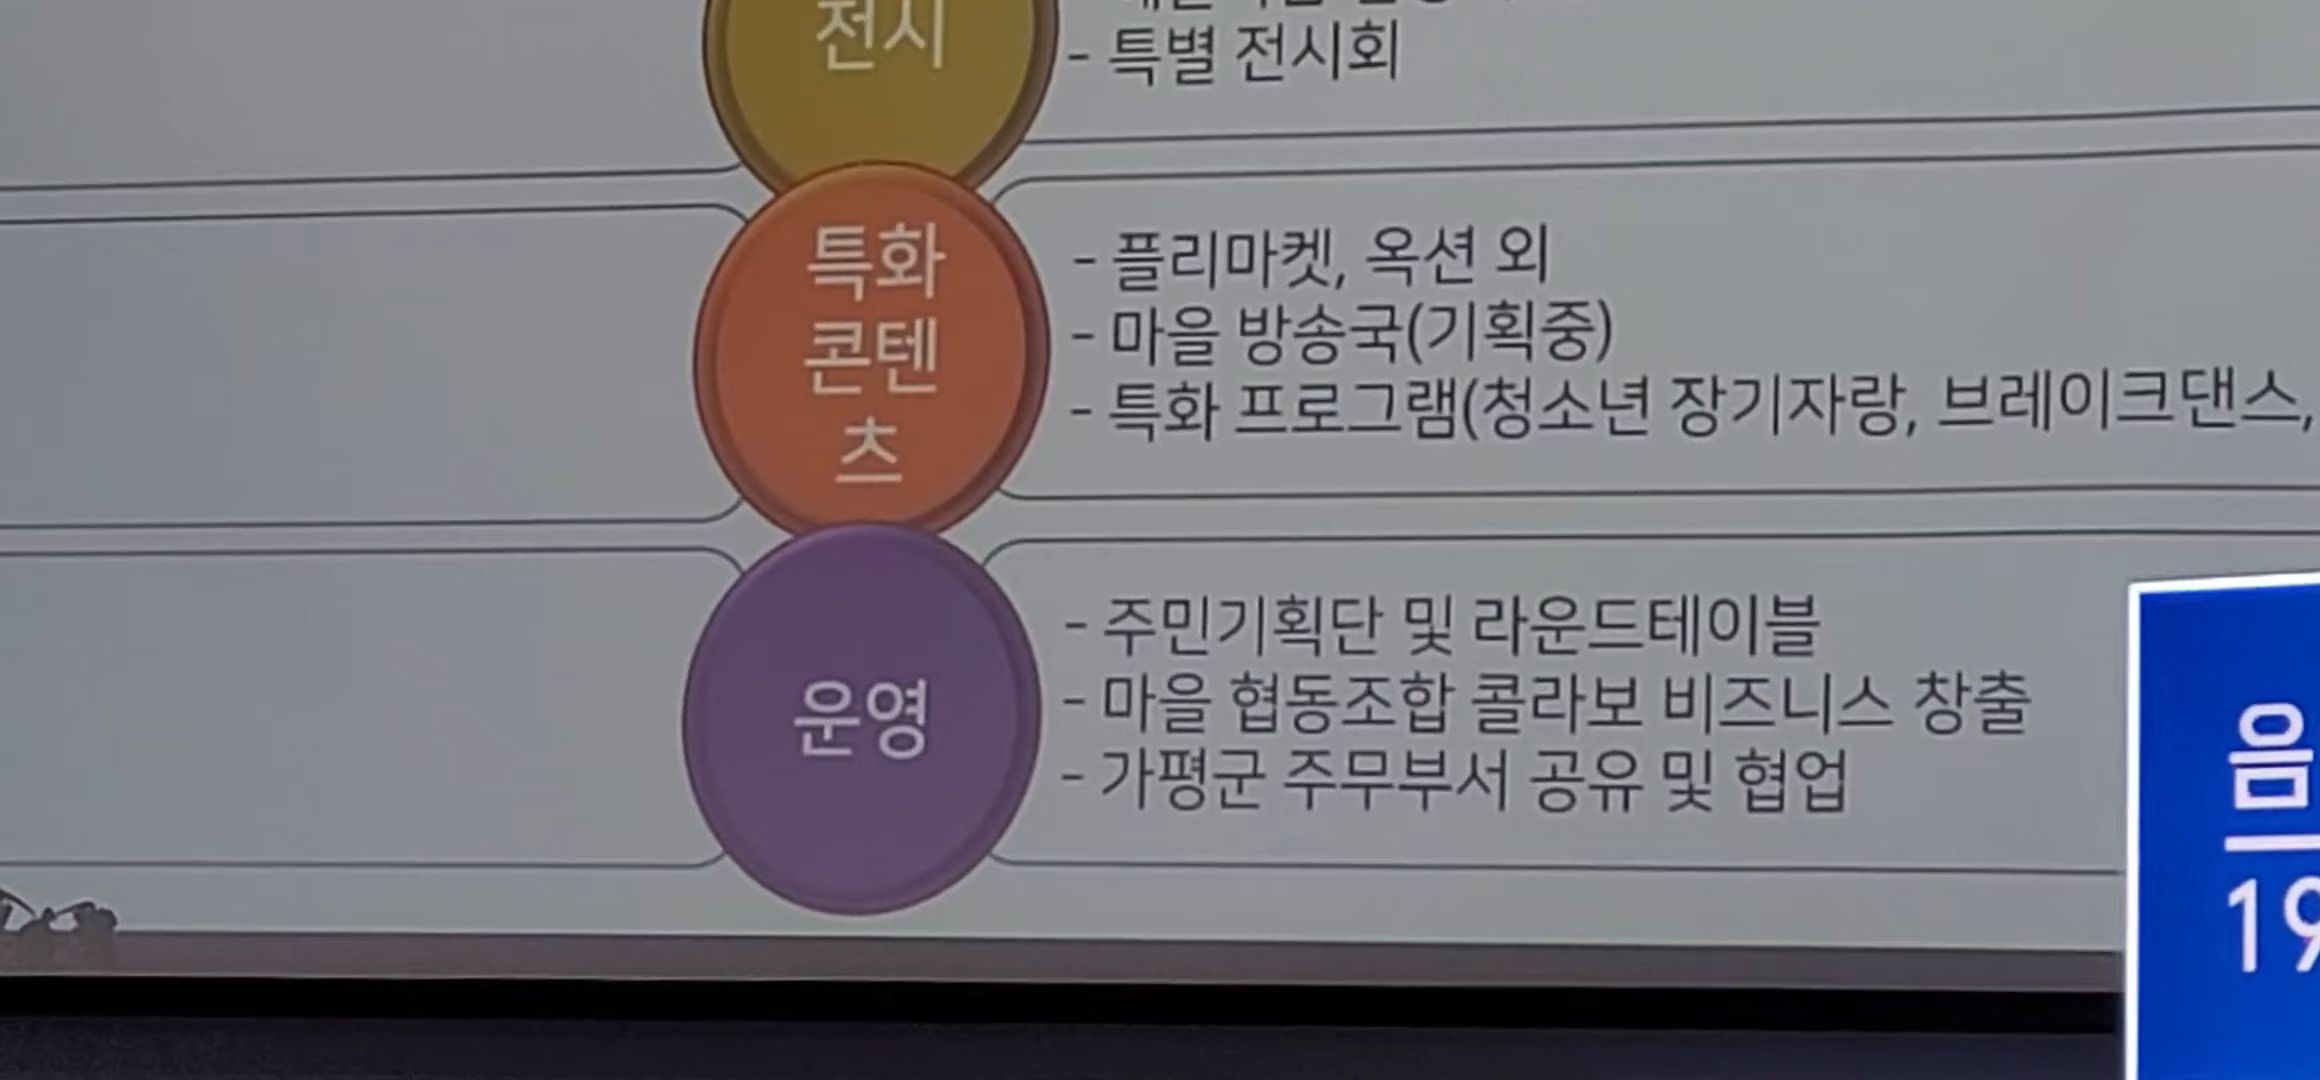 전시
- 특별 전시회
특화
콘텐
츠
- 플리마켓, 옥션 외
- 마을 방송국(기획중)
- 특화 프로그램(청소년 장기자랑, 브레이크댄스,
운영
- 주민기획단 및 라운드테이블
- 마을 협동조합 콜라보 비즈니스 창출
- 가평군 주무부서 공유 및 협업
음
19